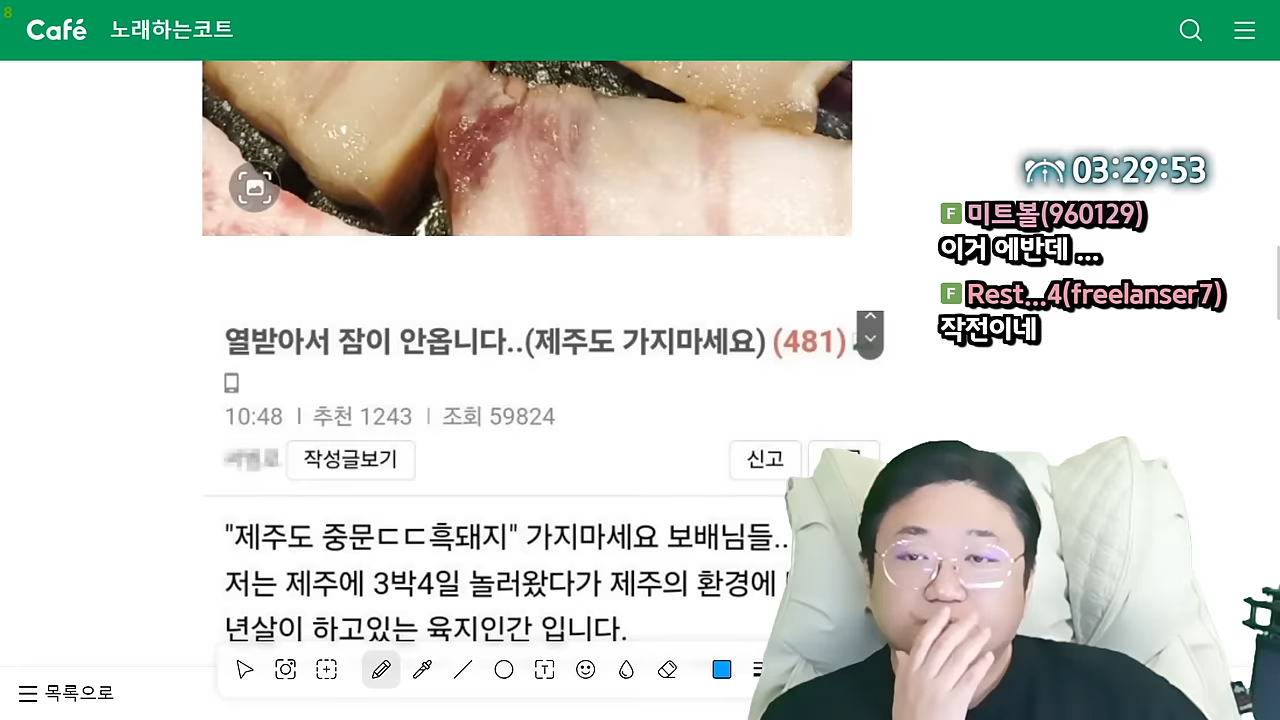 8
Café 노래하는코트
03:29:53
F 미트볼(960129)
이거 에반데 ...
F Rest...4(freelanser7)
작전이네
열받아서 잠이 안옵니다..(제주도 가지마세요) (481)
10:48 | 추천 1243 | 조회 59824
작성글보기 신고
"제주도 중문ㄷㄷ흑돼지" 가지마세요 보배님들..
저는 제주에 3박4일 놀러왔다가 제주의 환경에
년살이 하고있는 육지인간 입니다.
목록으로